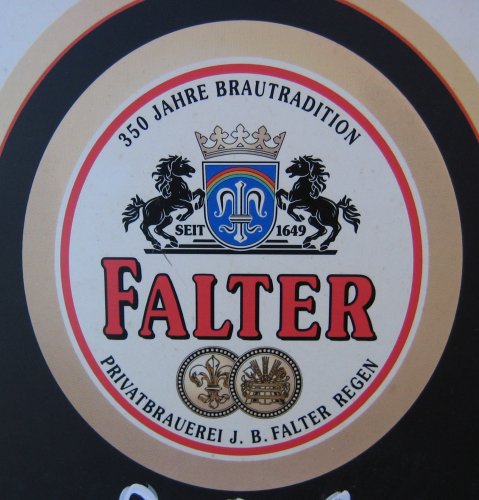 350 JAHRE BRAUTRADITION
SEIT 1649
FALTER
PRIVATBRAUEREI J. B. FALTER REGEN